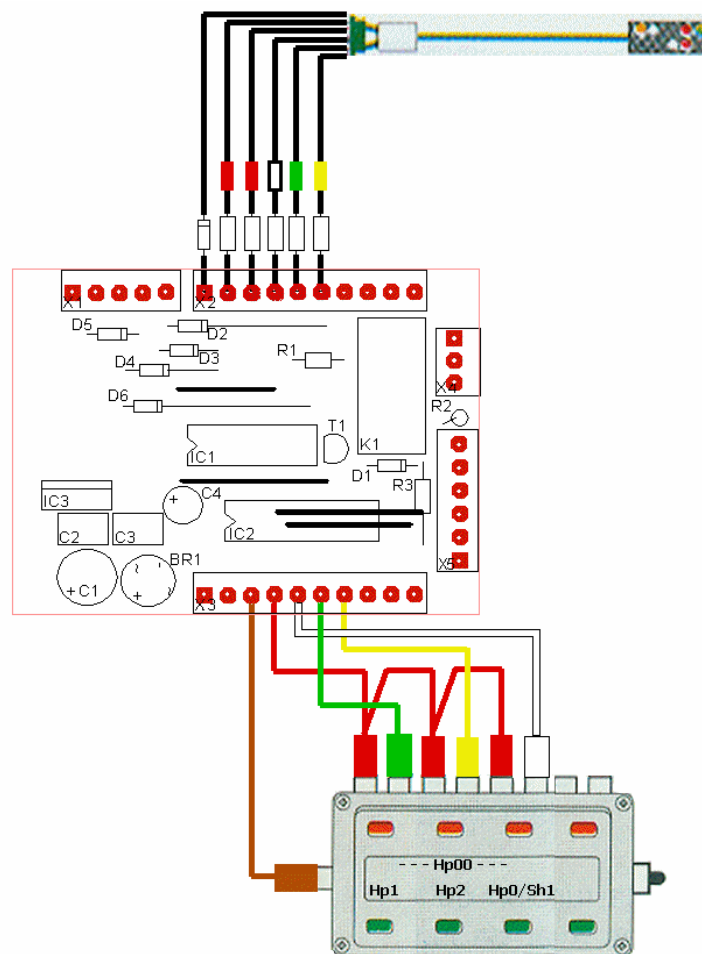 X1
X2
D5
D2
D3
D4
R1
X4
D6
R2
T1
K1
IC1
D1
R3
IC3
C4
C2
C3
IC2
BR1
X5
+ C1
+
X3
- - - Hp00 - - -
Hp1 Hp2 Hp0/Sh1